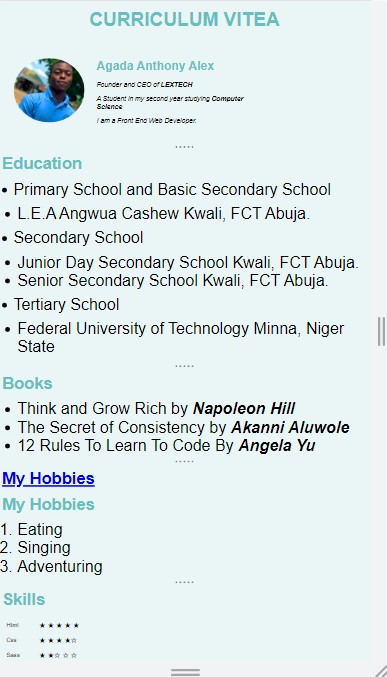 CURRICULUM VITEA
Agada Anthony Alex
Founder and CEO of LEXTECH
A Student in my second year studying Computer
Science
I am a Front End Web Developer.
Education
Primary School and Basic Secondary School
L.E.A Angwua Cashew Kwali, FCT Abuja.
Secondary School
Junior Day Secondary School Kwali, FCT Abuja.
Senior Secondary School Kwali, FCT Abuja.
Tertiary School
Federal University of Technology Minna, Niger
State
Books
Think and Grow Rich by Napoleon Hill
The Secret of Consistency by Akanni Aluwole
12 Rules To Learn To Code By Angela Yu
My Hobbies
My Hobbies
1. Eating
2. Singing
3. Adventuring
Skills
Html ★ ★ ★ ★ ★
Css ★ ★ ★ ★☆
Sass ★ ★☆ ☆ ☆